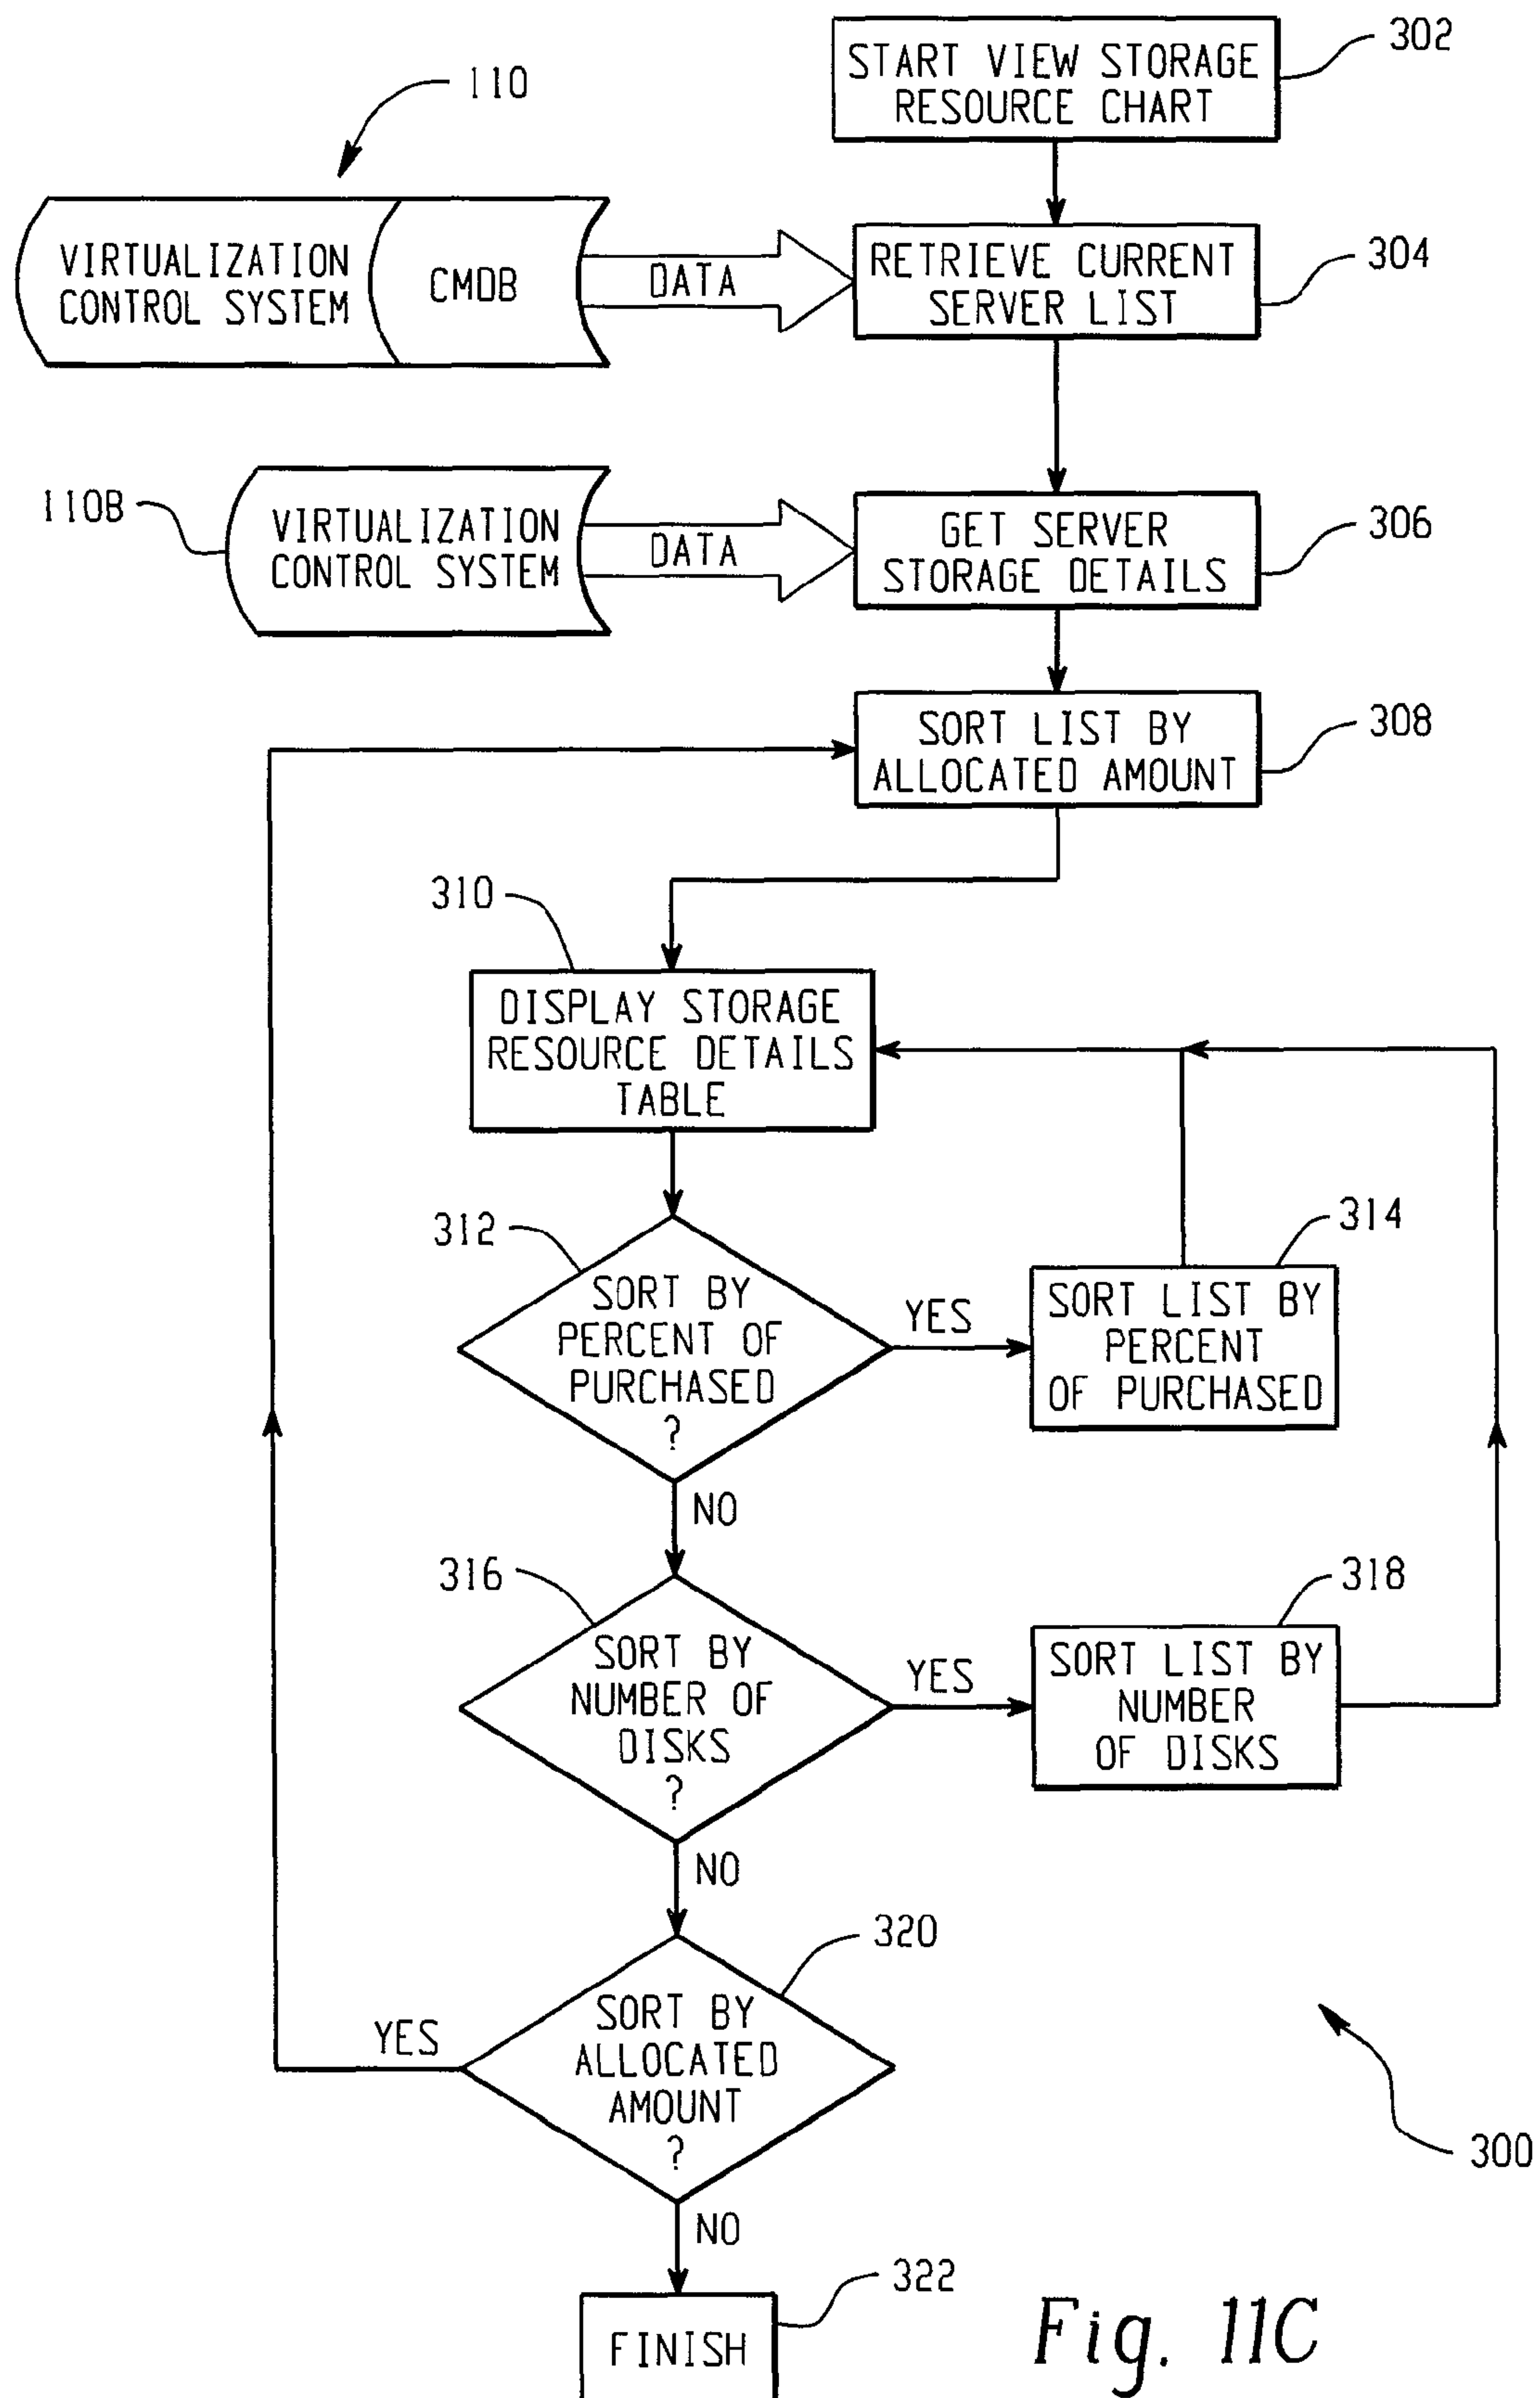 START VIEW STORAGE
RESOURCE CHART
302
110
VIRTUALIZATION
CONTROL SYSTEM
CMDB
DATA
RETRIEVE CURRENT
SERVER LIST
304
110B
VIRTUALIZATION
CONTROL SYSTEM
DATA
GET SERVER
STORAGE DETAILS
306
SORT LIST BY
ALLOCATED AMOUNT
308
310
DISPLAY STORAGE
RESOURCE DETAILS
TABLE
312
SORT BY
PERCENT OF
PURCHASED
?
YES
314
SORT LIST BY
PERCENT
OF PURCHASED
NO
316
SORT BY
NUMBER OF
DISKS
?
YES
318
SORT LIST BY
NUMBER
OF DISKS
NO
320
SORT BY
ALLOCATED
AMOUNT
?
YES
300
NO
322
FINISH
Fig. 11C